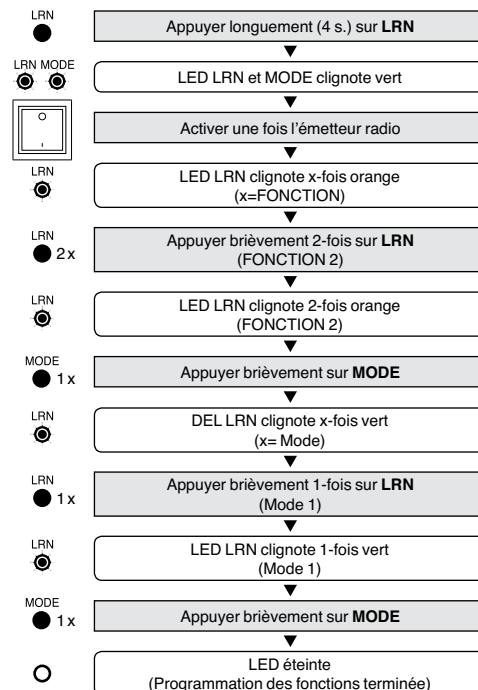 LRN
Appuyer longuement (4 s.) sur LRN
LRN MODE
LED LRN et MODE clignote vert
Activer une fois l'émetteur radio
LRN
LED LRN clignote x-fois orange
(x=FONCTION)
LRN
2 x
Appuyer brièvement 2-fois sur LRN
(FONCTION 2)
LRN
LED LRN clignote 2-fois orange
(FONCTION 2)
MODE
1 x
Appuyer brièvement sur MODE
LRN
DEL LRN clignote x-fois vert
(x= Mode)
LRN
1 x
Appuyer brièvement 1-fois sur LRN
(Mode 1)
LRN
LED LRN clignote 1-fois vert
(Mode 1)
MODE
1 x
Appuyer brièvement sur MODE
LED éteinte
(Programmation des fonctions terminée)